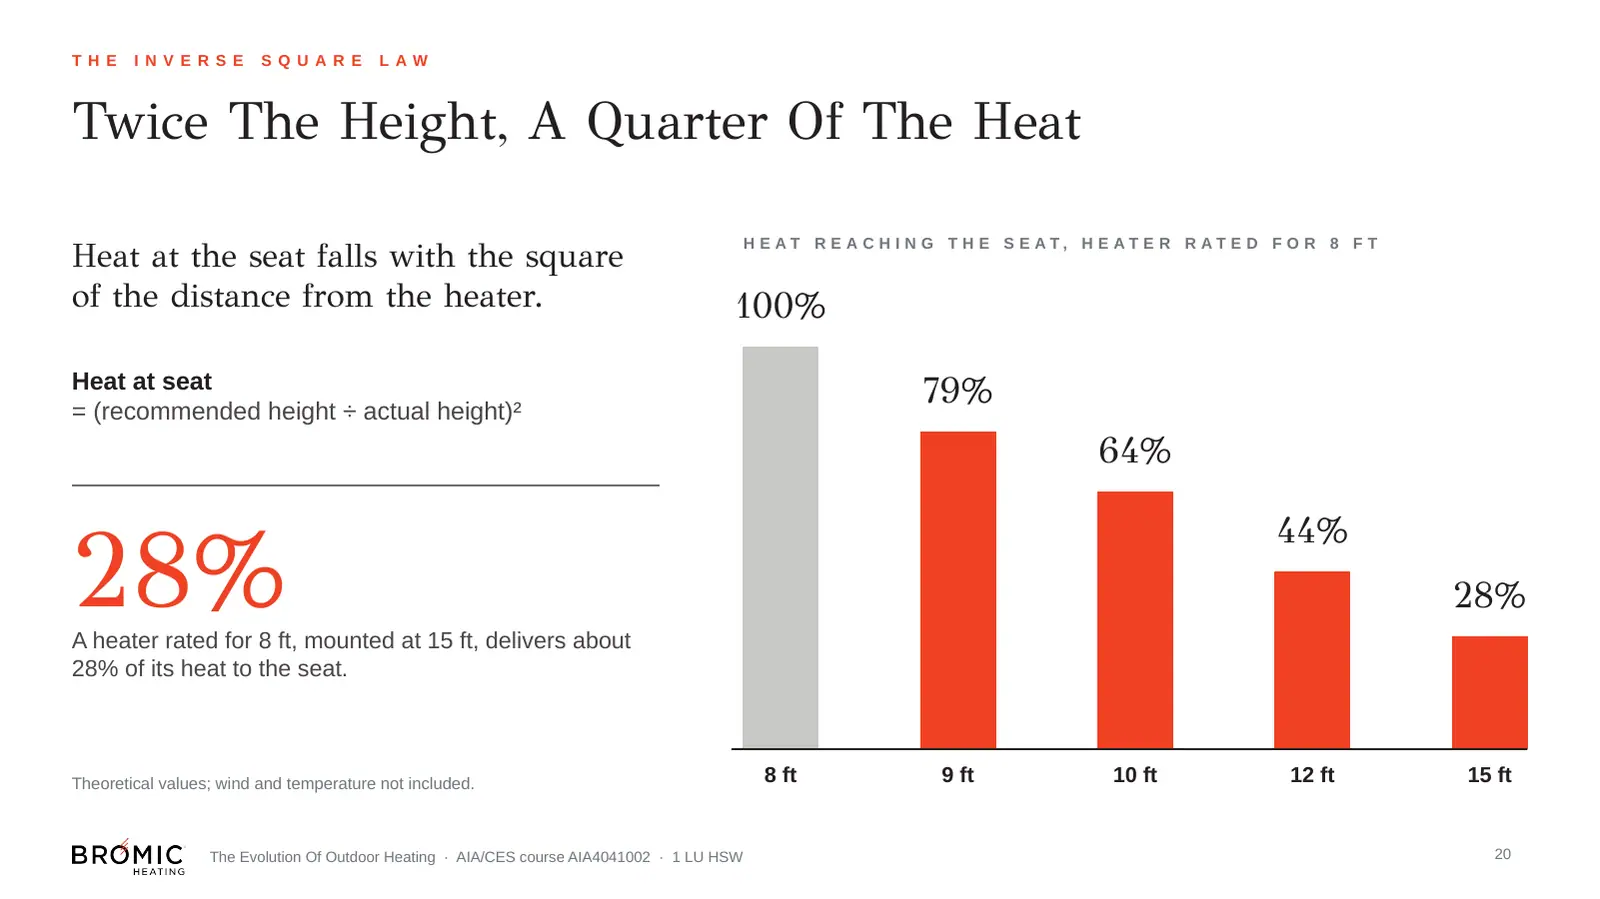 THE INVERSE SQUARE LAW
Twice The Height, A Quarter Of The Heat
Heat at the seat falls with the square
of the distance from the heater.
Heat at seat
= (recommended height ÷ actual height)²
28%
A heater rated for 8 ft, mounted at 15 ft, delivers about
28% of its heat to the seat.
Theoretical values; wind and temperature not included.
HEAT REACHING THE SEAT, HEATER RATED FOR 8 FT
100%
79%
64%
44%
28%
8 ft
9 ft
10 ft
12 ft
15 ft
BROMIC
HEATING
The Evolution Of Outdoor Heating · AIA/CES course AIA4041002 · 1 LU HSW
20